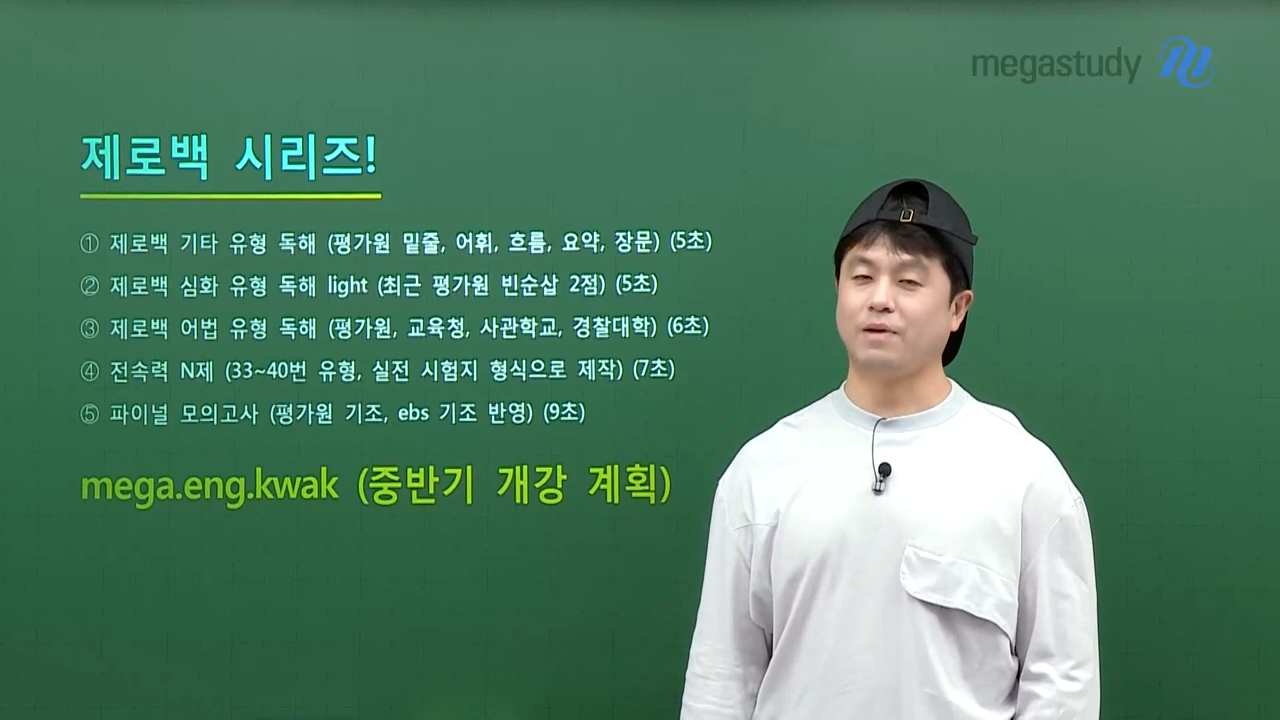 megastudy
제로백 시리즈!
① 제로백 기타 유형 독해 (평가원 밑줄, 어휘, 흐름, 요약, 장문) (5초)
② 제로백 심화 유형 독해 light (최근 평가원 빈순삽 2점) (5초)
③ 제로백 어법 유형 독해 (평가원, 교육청, 사관학교, 경찰대학) (6초)
④ 전속력 N제 (33~40번 유형, 실전 시험지 형식으로 제작) (7초)
⑤ 파이널 모의고사 (평가원 기조, ebs 기조 반영) (9초)
mega.eng.kwak (중반기 개강 계획)